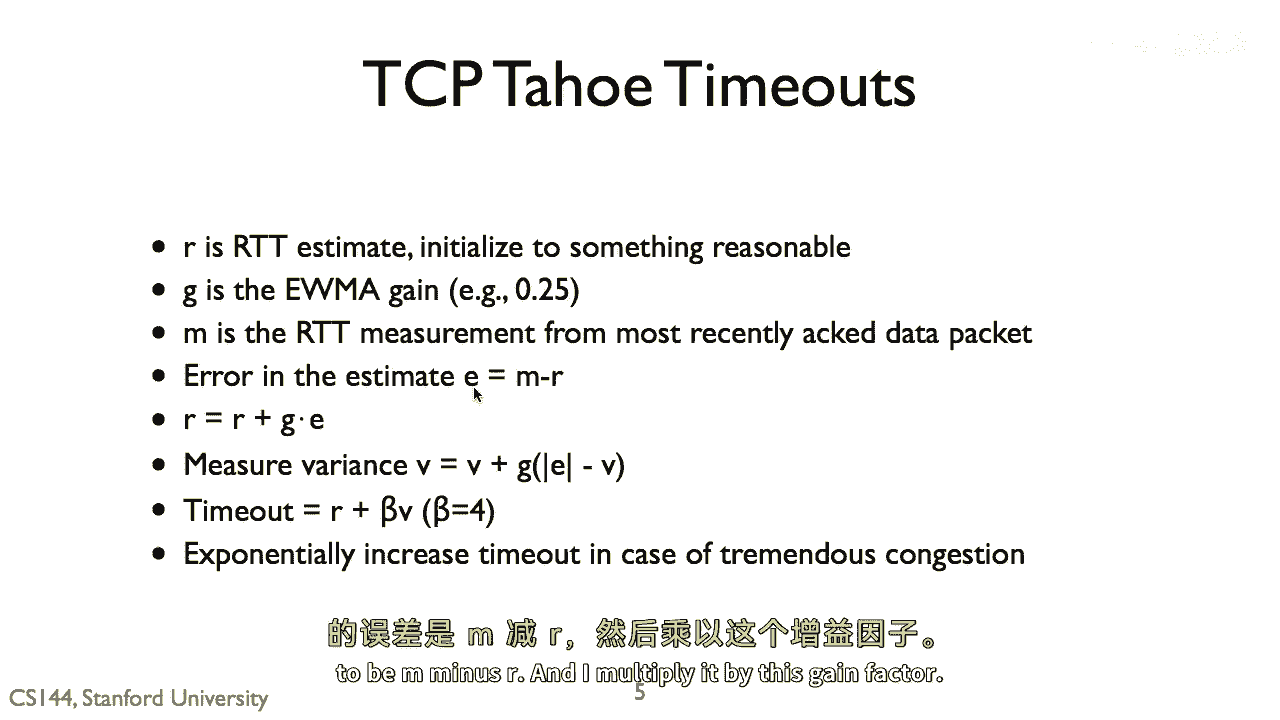 TCP Tahoe Timeouts
• r is RTT estimate, initialize to something reasonable
• g is the EWMA gain (e.g., 0.25)
• m is the RTT measurement from most recently acked data packet
• Error in the estimate e = m-r
• r = r + g·e
• Measure variance v = v + g(|e| - v)
• Timeout = r + βv (β=4)
• Exponentially increase timeout in case of tremendous congestion
的误差是 m 减 r，然后乘以这个增益因子。
to be m minus r. And I multiply it by this gain factor.
CS144, Stanford University
5